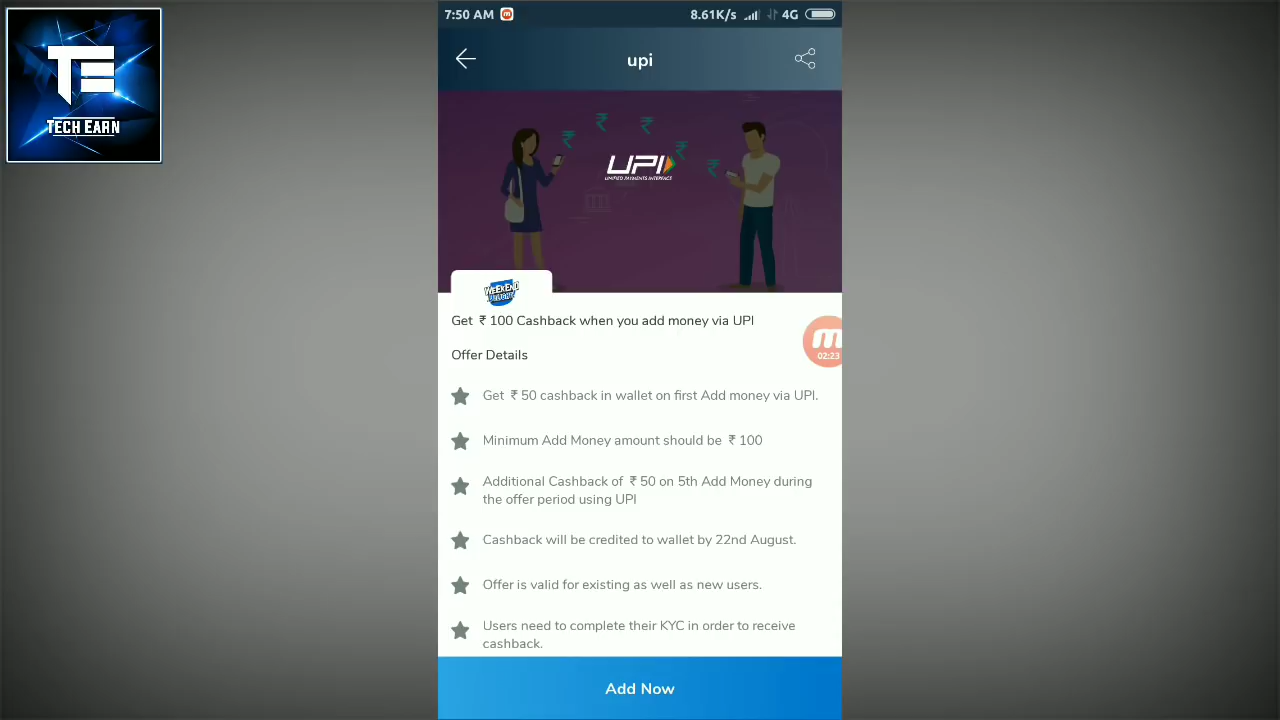 TE
TECH EARN
7:50 AM
8.61K/s
4G
upi
₹ ₹ ₹ ₹ ₹
UPI
UNIFIED PAYMENTS INTERFACE
WEEKEND
DELIGHT
Get ₹ 100 Cashback when you add money via UPI
02:23
Offer Details
Get ₹ 50 cashback in wallet on first Add money via UPI.
Minimum Add Money amount should be ₹ 100
Additional Cashback of ₹ 50 on 5th Add Money during
the offer period using UPI
Cashback will be credited to wallet by 22nd August.
Offer is valid for existing as well as new users.
Users need to complete their KYC in order to receive
cashback.
Add Now